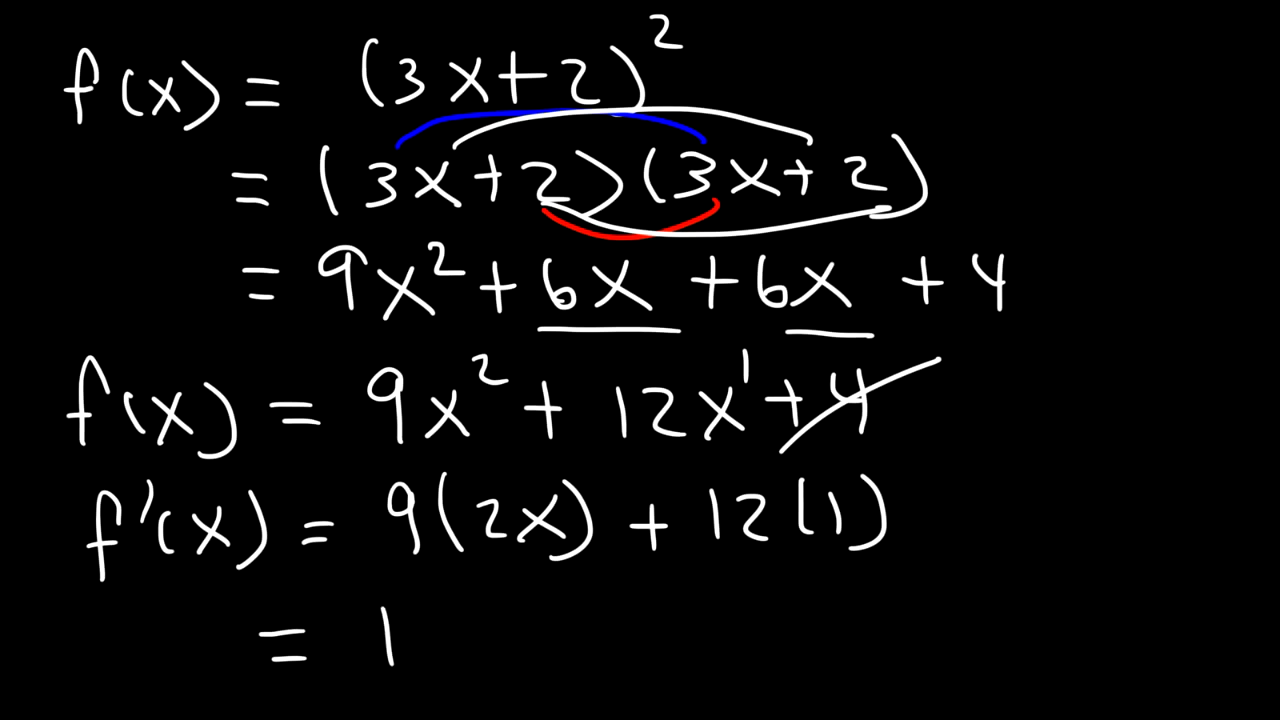 f(x) = (3x+2)²
= (3x+2)(3x+2)
= 9x² + 6x + 6x + 4
f(x) = 9x² + 12x¹ + 4
f'(x) = 9(2x) + 12(1)
= 1